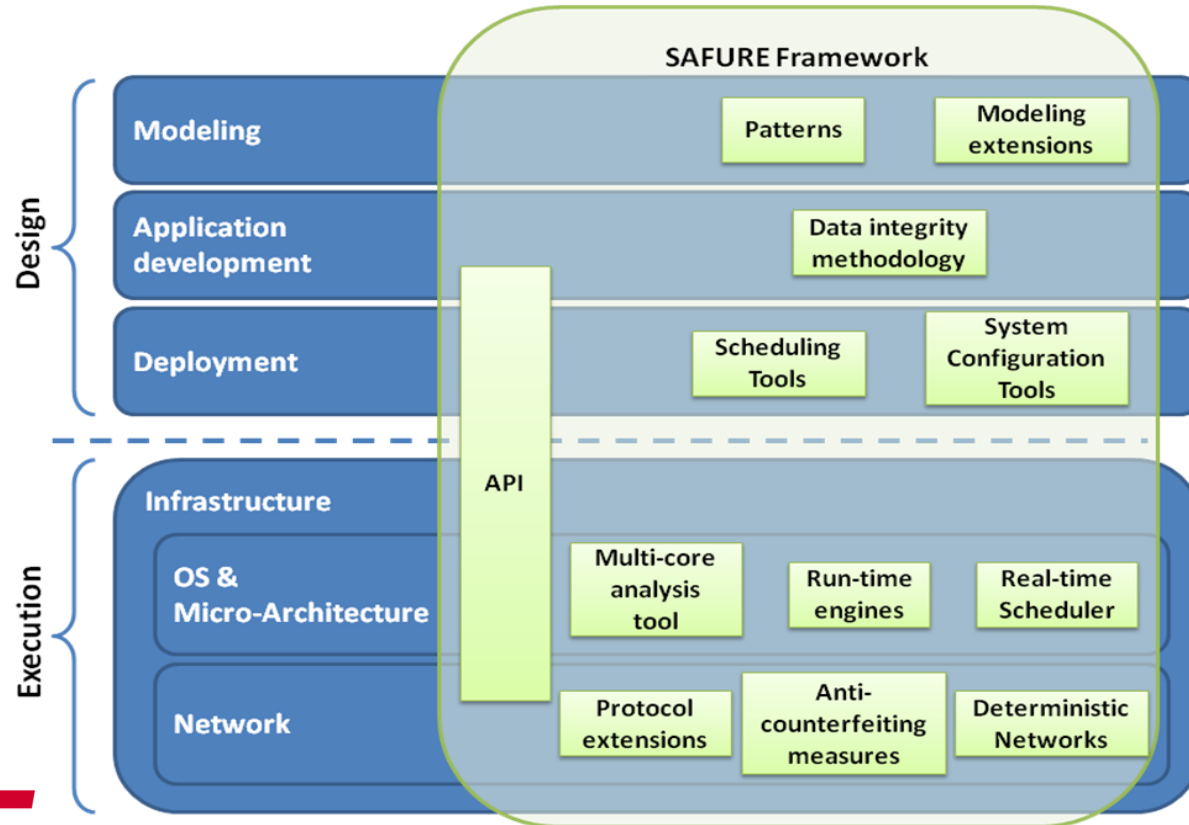 SAFURE Framework
Design
Modeling
Patterns
Modeling
extensions
Application
development
Data integrity
methodology
Deployment
Scheduling
Tools
System
Configuration
Tools
API
Execution
Infrastructure
OS &
Micro-Architecture
Multi-core
analysis
tool
Run-time
engines
Real-time
Scheduler
Network
Protocol
extensions
Anti-
counterfeiting
measures
Deterministic
Networks